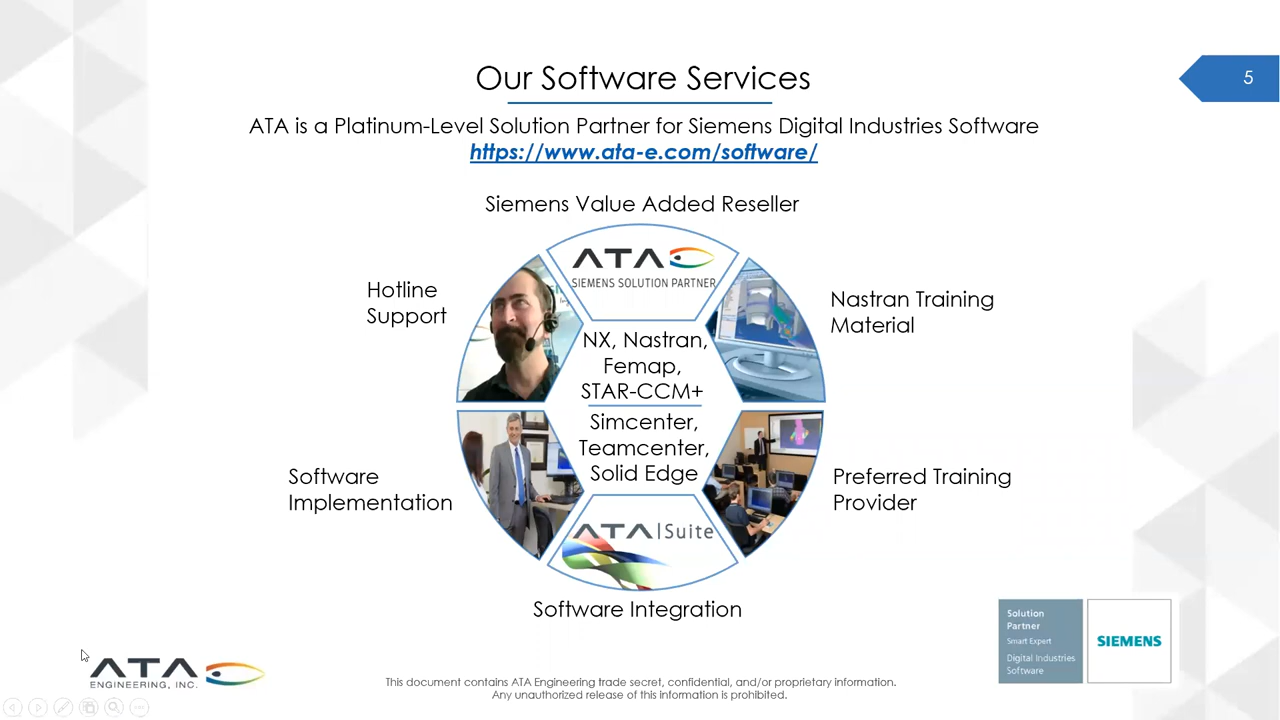 Our Software Services
5
ATA is a Platinum-Level Solution Partner for Siemens Digital Industries Software
https://www.ata-e.com/software/
Siemens Value Added Reseller
ATA
SIEMENS SOLUTION PARTNER
Hotline
Support
Nastran Training
Material
NX, Nastran,
Femap,
STAR-CCM+
Simcenter,
Teamcenter,
Solid Edge
Software
Implementation
Preferred Training
Provider
ATA|Suite
Software Integration
Solution
Partner
Smart Expert
Digital Industries
Software
SIEMENS
ATA
ENGINEERING, INC.
This document contains ATA Engineering trade secret, confidential, and/or proprietary information.
Any unauthorized release of this information is prohibited.